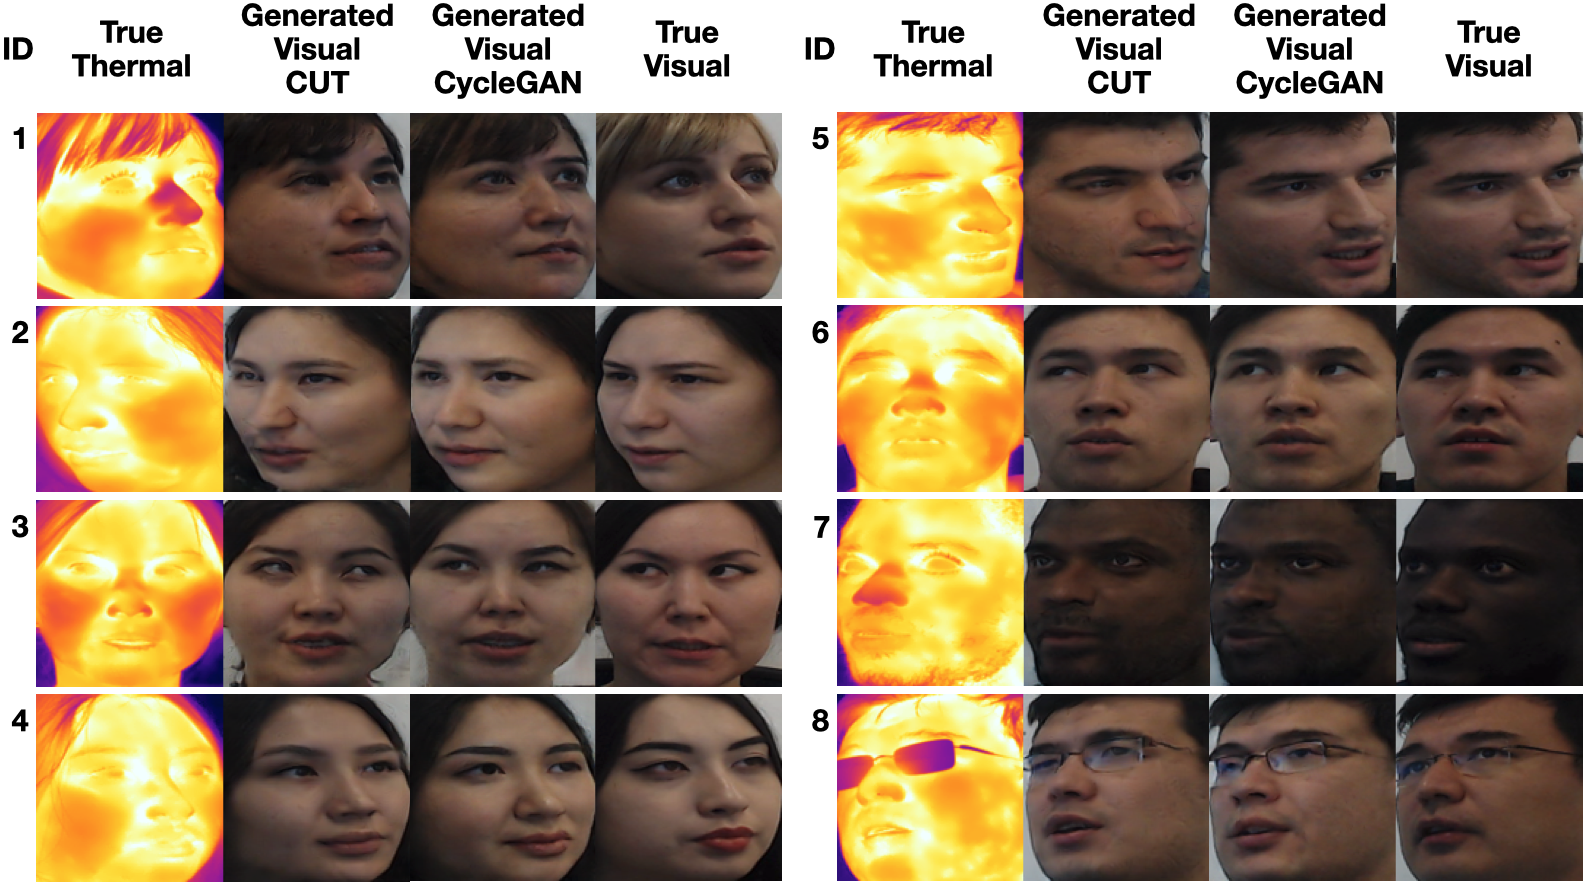 ID
True
Thermal
Generated
Visual
CUT
Generated
Visual
CycleGAN
True
Visual
1
2
3
4
ID
True
Thermal
Generated
Visual
CUT
Generated
Visual
CycleGAN
True
Visual
5
6
7
8